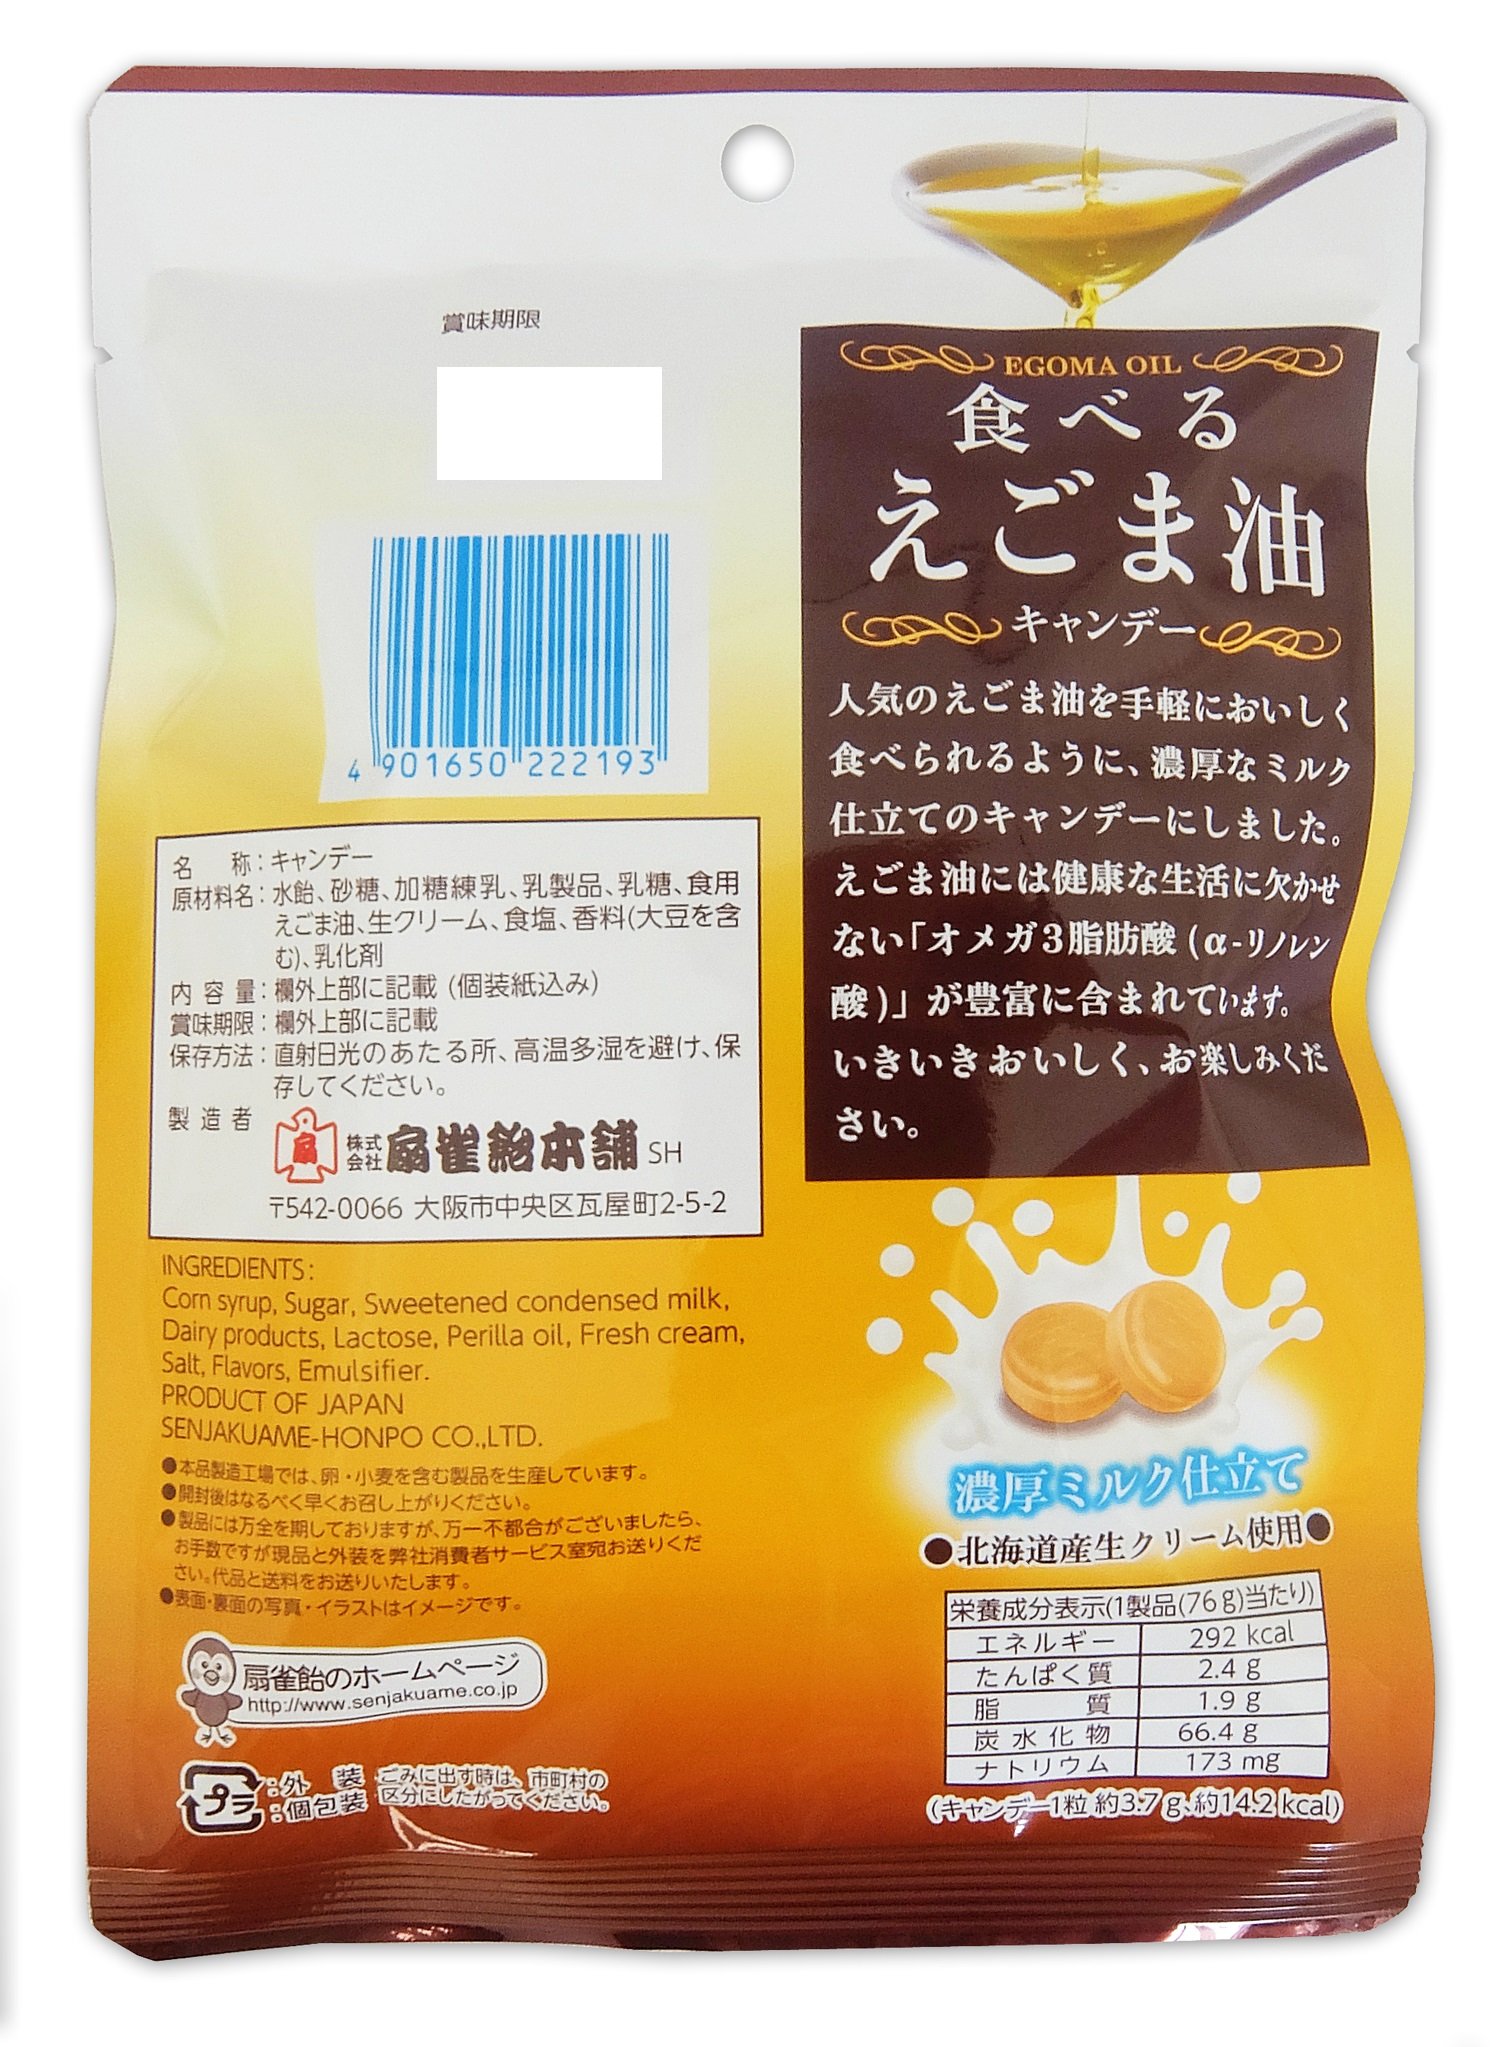 賞味期限
4 901650 222193
名 称：キャンデー
原材料名：水飴、砂糖、加糖練乳、乳製品、乳糖、食用
えごま油、生クリーム、食塩、香料(大豆を含
む)、乳化剤
内 容 量：欄外上部に記載 (個装紙込み)
賞味期限：欄外上部に記載
保存方法：直射日光のあたる所、高温多湿を避け、保
存してください。
製 造 者
扇
株式会社 扇雀飴本舗 SH
〒542-0066 大阪市中央区瓦屋町2-5-2
INGREDIENTS:
Corn syrup, Sugar, Sweetened condensed milk,
Dairy products, Lactose, Perilla oil, Fresh cream,
Salt, Flavors, Emulsifier.
PRODUCT OF JAPAN
SENJAKUAME-HONPO CO.,LTD.
●本品製造工場では、卵・小麦を含む製品を生産しています。
●開封後はなるべく早くお召し上がりください。
●製品には万全を期しておりますが、万一不都合がございましたら、
お手数ですが現品と外装を弊社消費者サービス室宛お送りくだ
さい。代品と送料をお送りいたします。
●表面・裏面の写真・イラストはイメージです。
扇雀飴のホームページ
http://www.senjakuame.co.jp
プラ
：外 装
：個包装
ごみに出す時は、市町村の
区分にしたがってください。
EGOMA OIL
食べる
えごま油
キャンデー
人気のえごま油を手軽においしく
食べられるように、濃厚なミルク
仕立てのキャンデーにしました。
えごま油には健康な生活に欠かせ
ない「オメガ3脂肪酸 (α-リノレン
酸)」が豊富に含まれています。
いきいきおいしく、お楽しみくだ
さい。
濃厚ミルク仕立て
●北海道産生クリーム使用●
栄養成分表示(1製品(76g)当たり)
エネルギー 292 kcal
たんぱく質 2.4 g
脂 質 1.9 g
炭水化物 66.4 g
ナトリウム 173 mg
(キャンデー1粒 約3.7g、約14.2kcal)